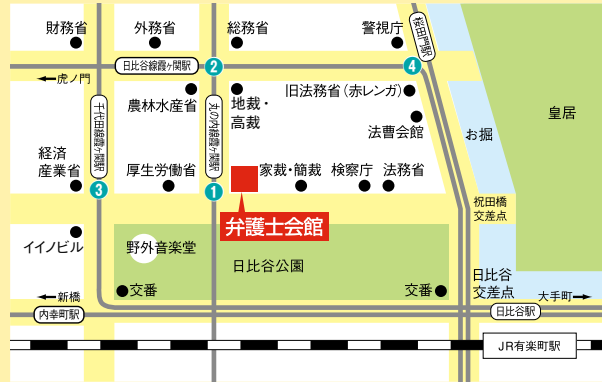 財務省
外務省
総務省
警視庁
桜田門駅
日比谷線霞ヶ関駅
2
4
虎ノ門
農林水産省
地裁・
高裁
旧法務省(赤レンガ)
法曹会館
皇居
お堀
千代田線霞ヶ関駅
丸の内線霞ヶ関駅
経済
産業省
厚生労働省
家裁・簡裁
検察庁
法務省
3
1
祝田橋
交差点
弁護士会館
イイノビル
野外音楽堂
日比谷公園
日比谷
交差点
交番
交番
新橋
大手町
内幸町駅
日比谷駅
JR有楽町駅